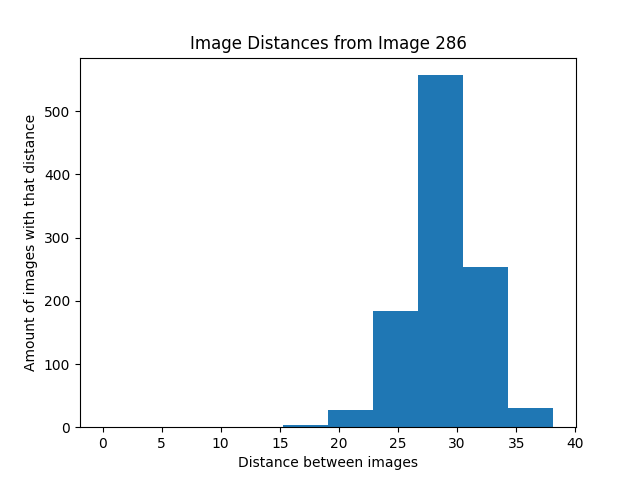 Image Distances from Image 286
Amount of images with that distance
500
400
300
200
100
0
0 5 10 15 20 25 30 35 40
Distance between images